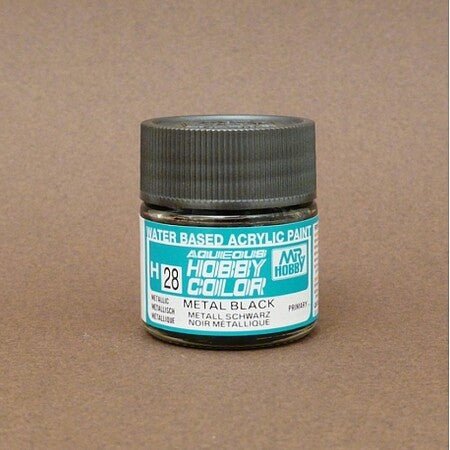 WATER BASED ACRYLIC PAINT
AQUEOUS
HOBBY
COLOR
MR
HOBBY
H 28
METALLIC
METALLISCH
MÉTALLIQUE
METAL BLACK
METALL SCHWARZ
NOIR METALLIQUE
PRIMARY